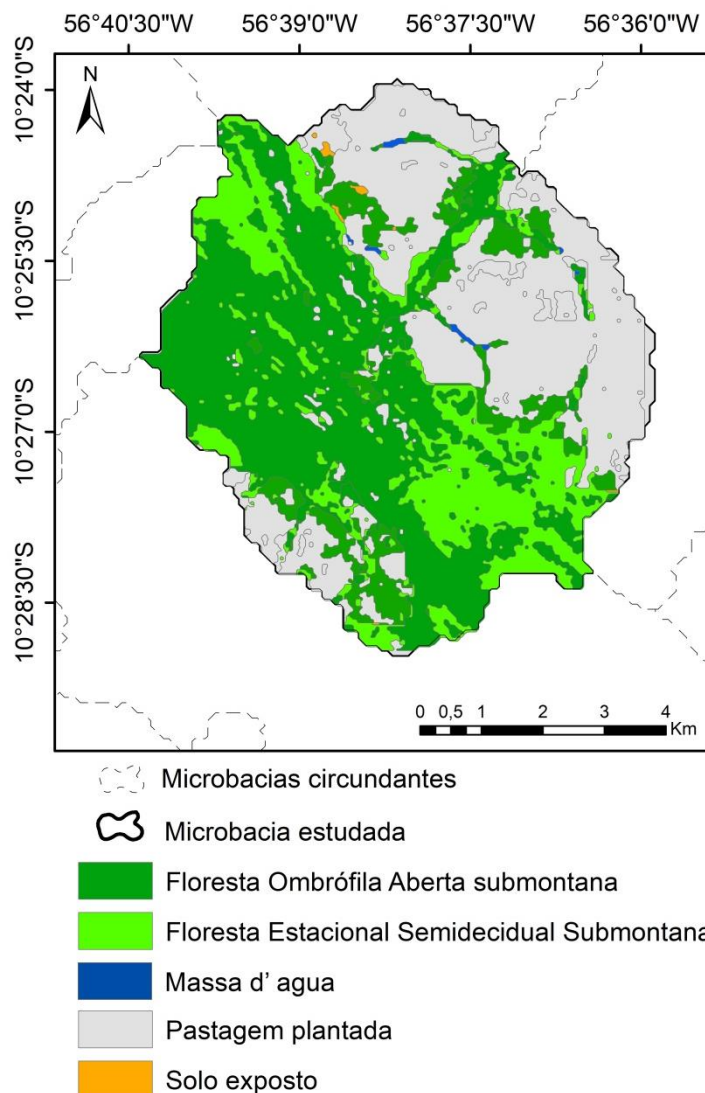 56°40'30"W 56°39'0"W 56°37'30"W 56°36'0"W
10°24'0"S
N
10°25'30"S
10°27'0"S
10°28'30"S
0 0,5 1 2 3 4
Km
Microbacias circundantes
Microbacia estudada
Floresta Ombrófila Aberta submontana
Floresta Estacional Semidecidual Submontana
Massa d' agua
Pastagem plantada
Solo exposto